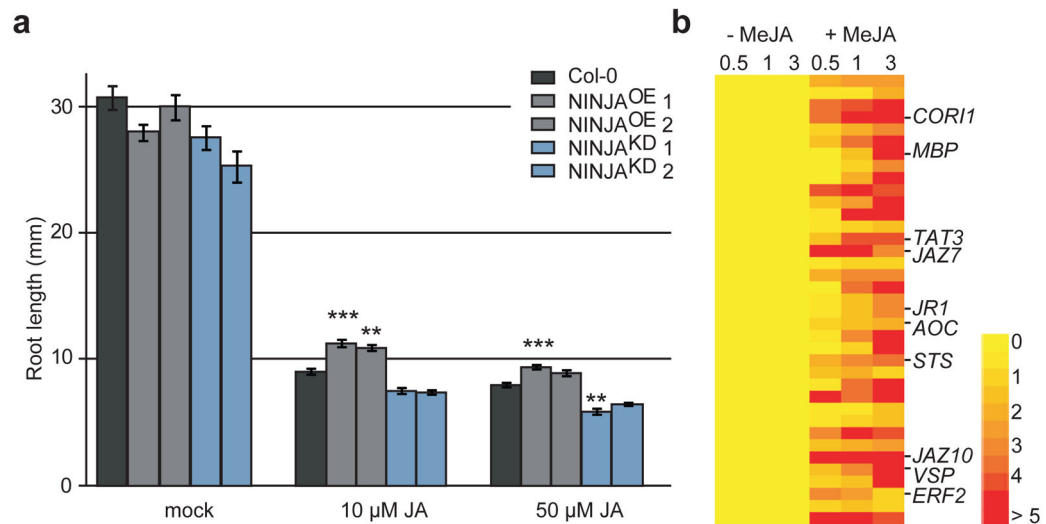 a
Root length (mm)
30
20
10
0
Col-0
NINJA^OE 1
NINJA^OE 2
NINJA^KD 1
NINJA^KD 2
*** **
*** **
mock 10 µM JA 50 µM JA
b
- MeJA + MeJA
0.5 1 3 0.5 1 3
CORI1
MBP
TAT3
JAZ7
JR1
AOC
STS
JAZ10
VSP
ERF2
0
1
2
3
4
> 5